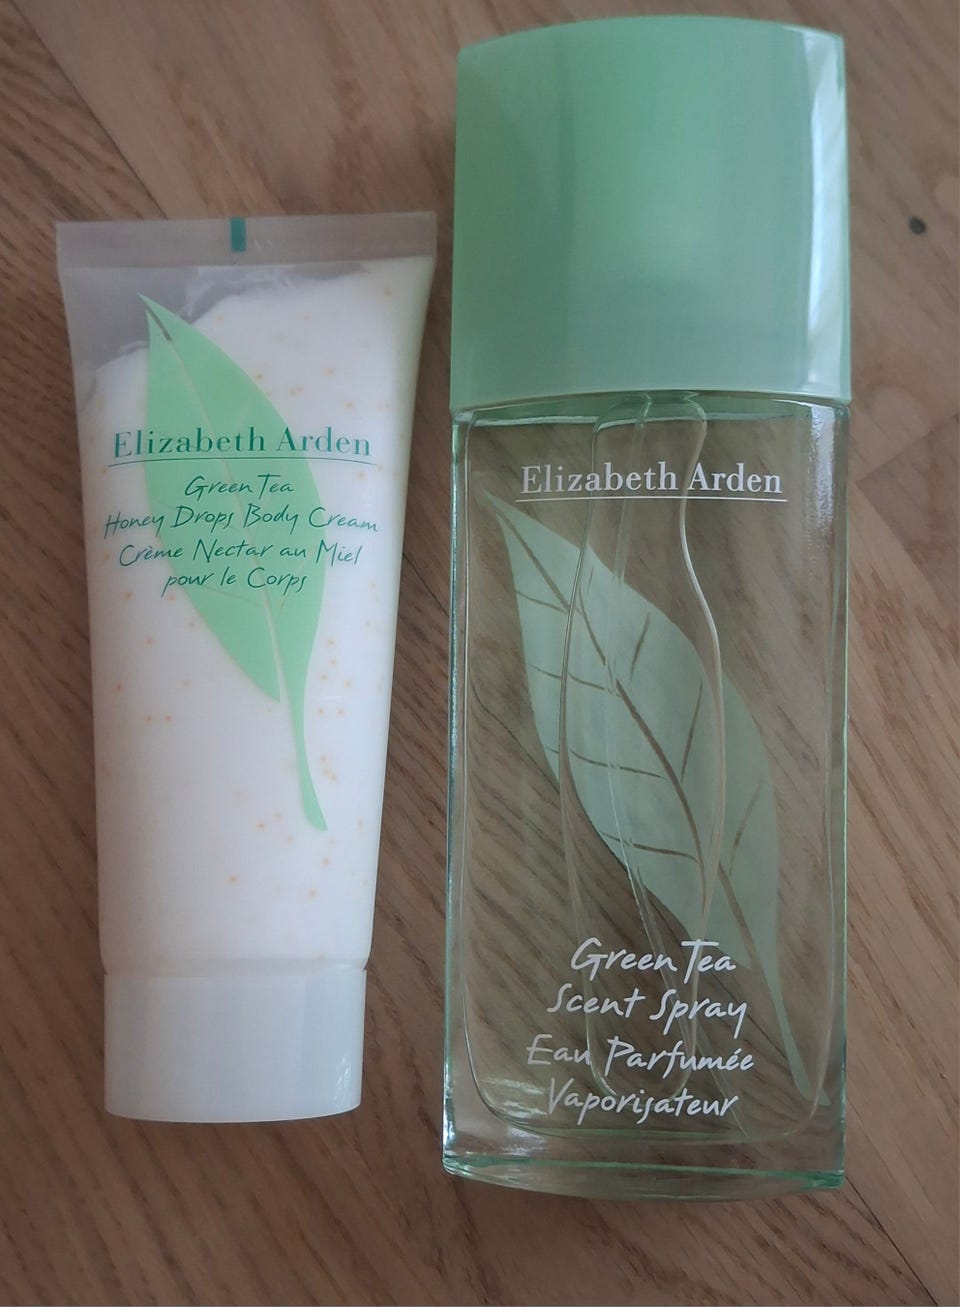 Elizabeth Arden
Green Tea
Honey Drops Body Cream
Crème Nectar au Miel
pour le Corps
Elizabeth Arden
Green Tea
Scent Spray
Eau Parfumée
Vaporisateur